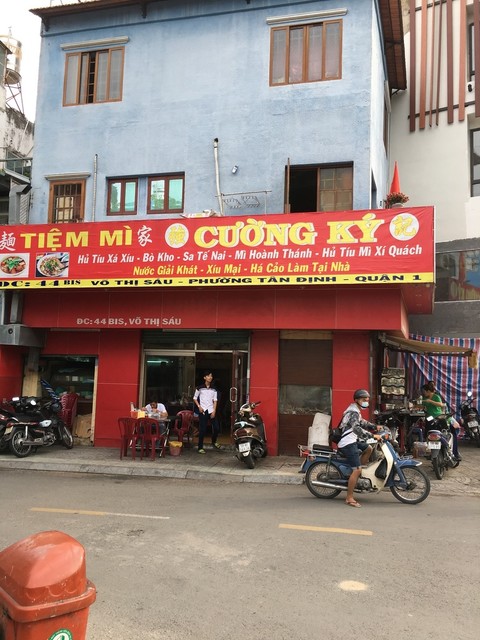 麵 TIỆM MÌ 家 CƯỜNG KÝ
Hủ Tíu Xá Xíu - Bò Kho - Sa Tế Nai - Mì Hoành Thánh - Hủ Tíu Mì Xí Quách
Nước Giải Khát - Xíu Mại - Há Cảo Làm Tại Nhà
ĐC: 44 BIS, VÕ THỊ SÁU - PHƯỜNG TÂN ĐỊNH - QUẬN 1
ĐC: 44 BIS, VÕ THỊ SÁU